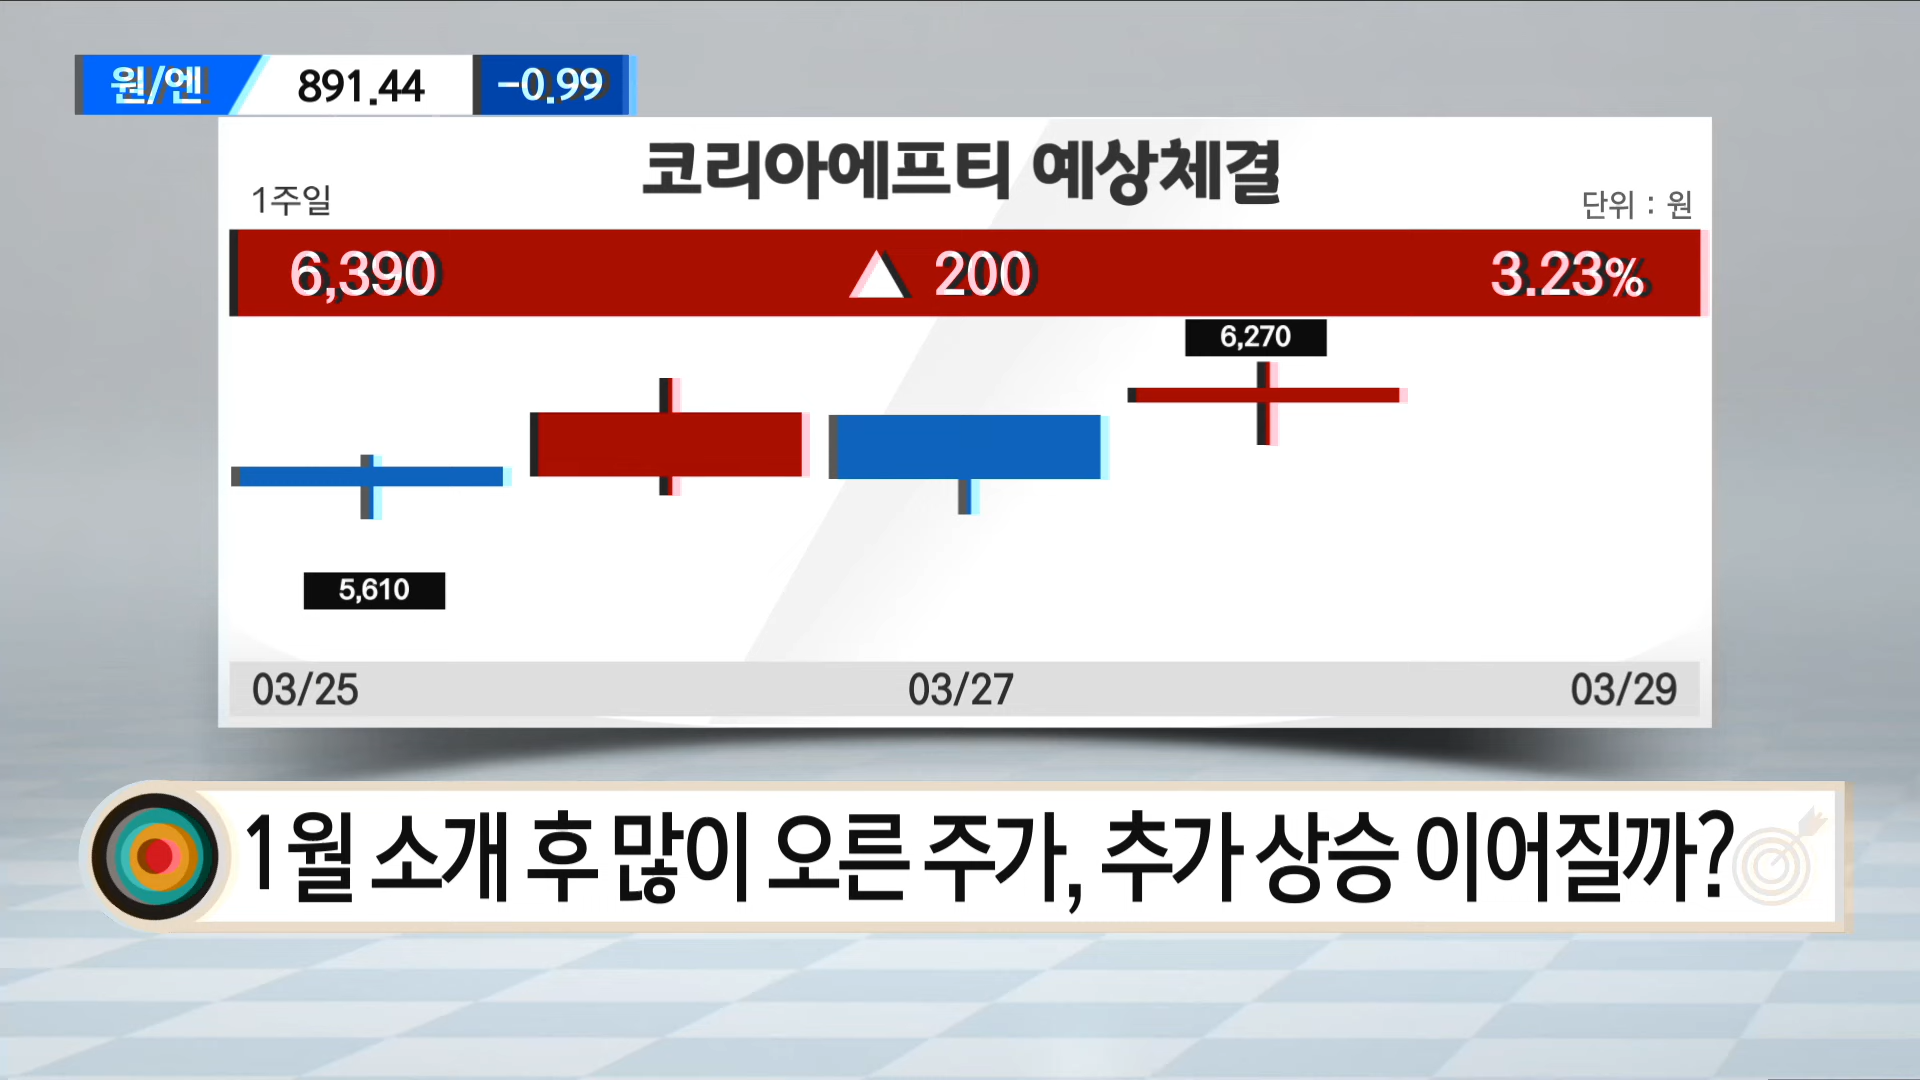 원/엔 891.44 -0.99
코리아에프티 예상체결
1주일
단위 : 원
6,390 ▲ 200 3.23%
6,270
5,610
03/25 03/27 03/29
1월 소개 후 많이 오른 주가, 추가 상승 이어질까?